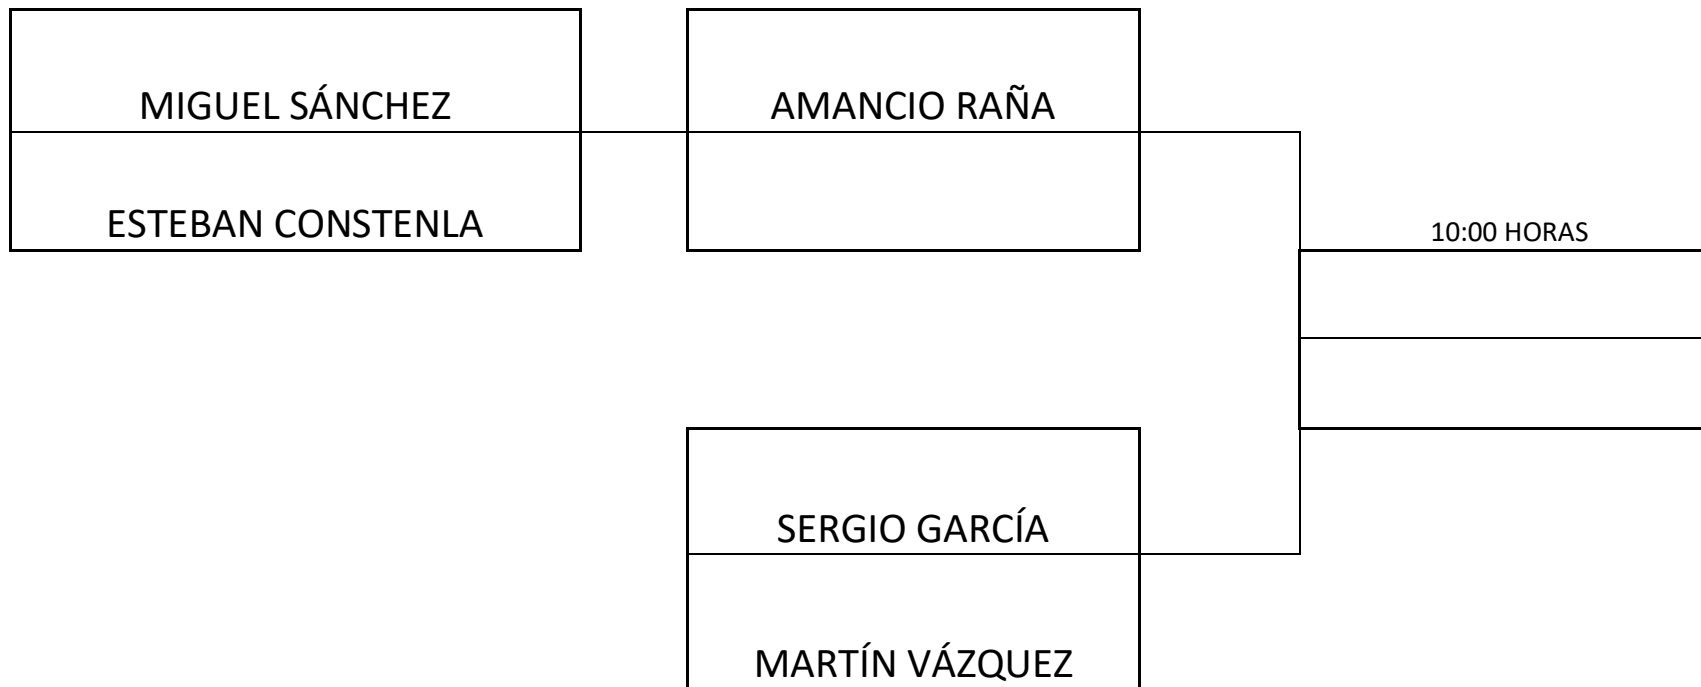 MIGUEL SÁNCHEZ
ESTEBAN CONSTENLA
AMANCIO RAÑA
10:00 HORAS
SERGIO GARCÍA
MARTÍN VÁZQUEZ